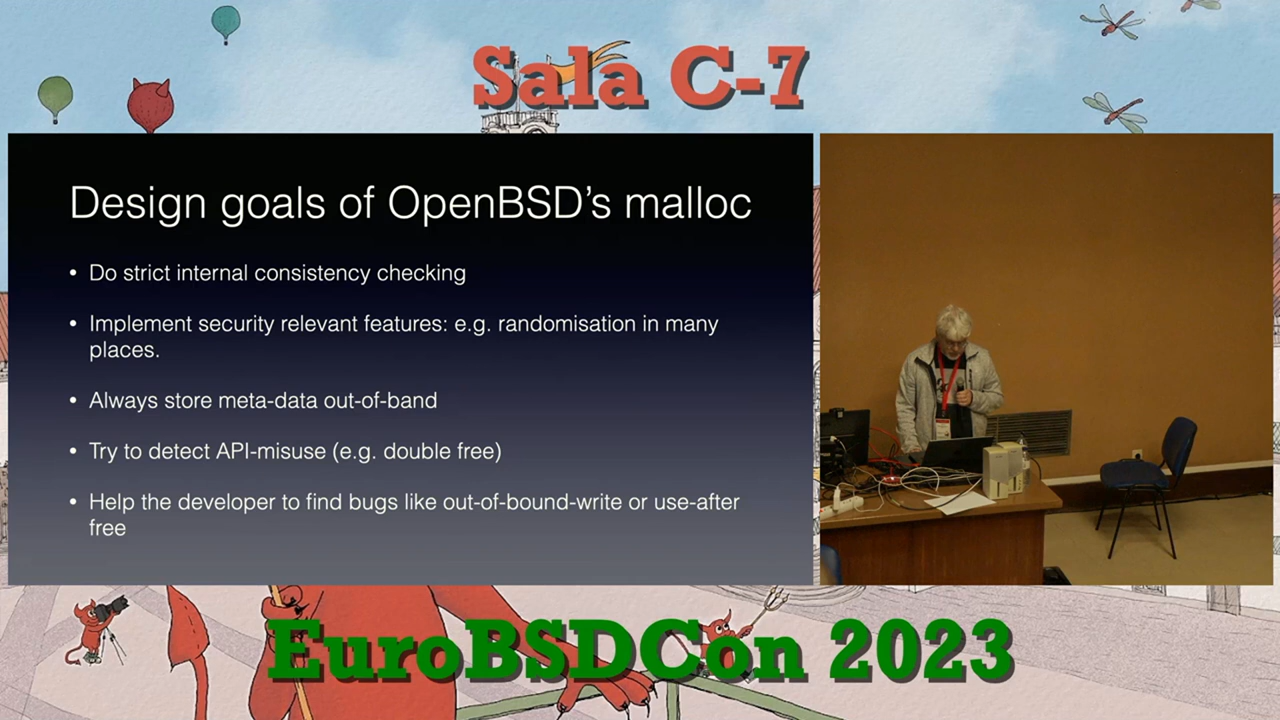 Sala C-7
Design goals of OpenBSD's malloc
• Do strict internal consistency checking
• Implement security relevant features: e.g. randomisation in many
places.
• Always store meta-data out-of-band
• Try to detect API-misuse (e.g. double free)
• Help the developer to find bugs like out-of-bound-write or use-after
free
EuroBSDCon 2023